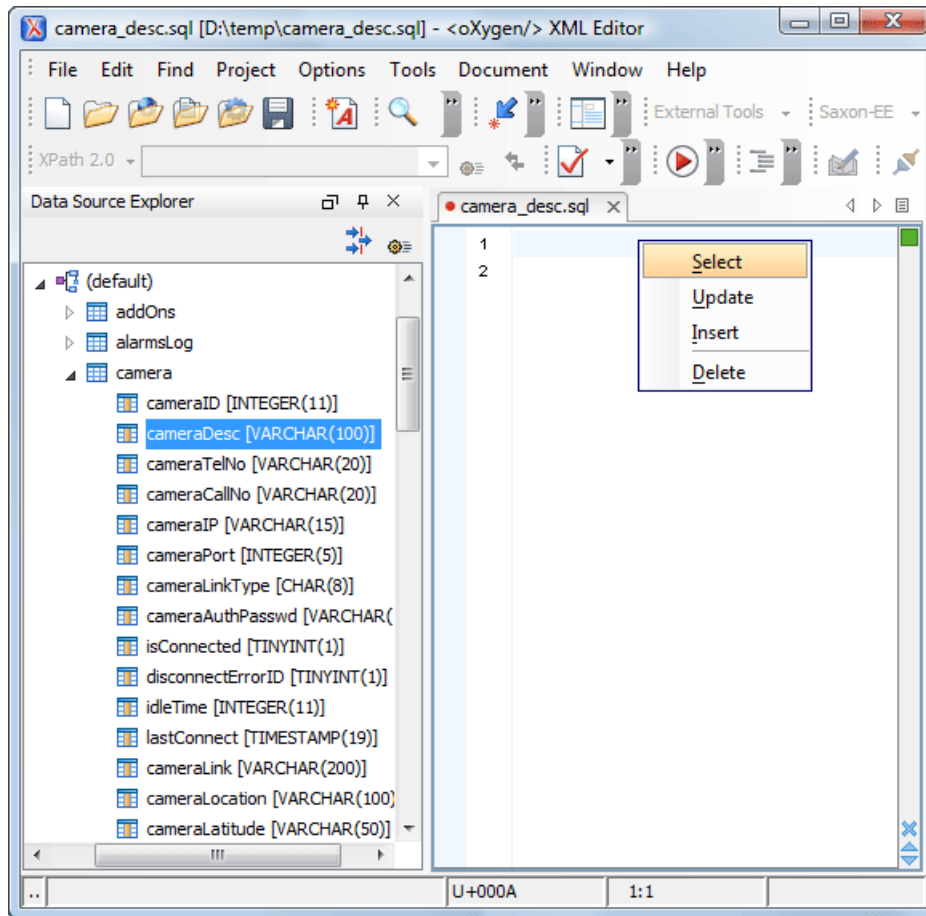 camera_desc.sql [D:\temp\camera_desc.sql] - <oXygen/> XML Editor
File Edit Find Project Options Tools Document Window Help
External Tools Saxon-EE
XPath 2.0
Data Source Explorer
camera_desc.sql
(default)
addOns
alarmsLog
camera
cameraID [INTEGER(11)]
cameraDesc [VARCHAR(100)]
cameraTelNo [VARCHAR(20)]
cameraCallNo [VARCHAR(20)]
cameraIP [VARCHAR(15)]
cameraPort [INTEGER(5)]
cameraLinkType [CHAR(8)]
cameraAuthPasswd [VARCHAR(
isConnected [TINYINT(1)]
disconnectErrorID [TINYINT(1)]
idleTime [INTEGER(11)]
lastConnect [TIMESTAMP(19)]
cameraLink [VARCHAR(200)]
cameraLocation [VARCHAR(100)
cameraLatitude [VARCHAR(50)]
1
2
Select
Update
Insert
Delete
..
U+000A
1:1